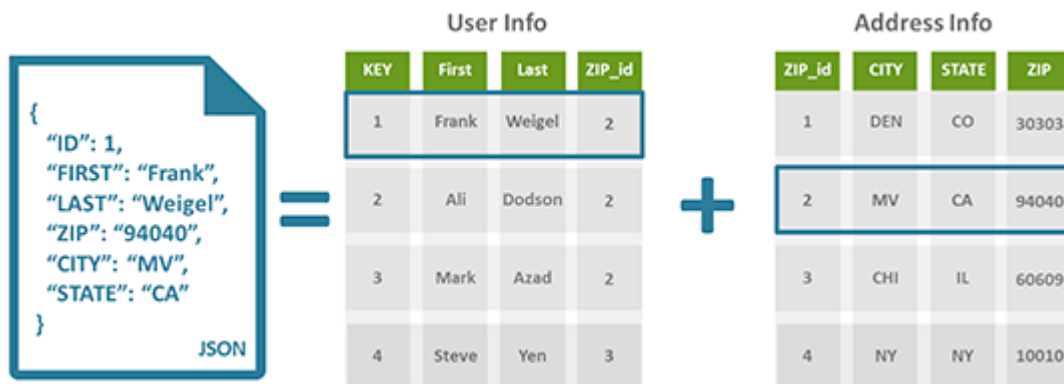 {
“ID”: 1,
“FIRST”: “Frank”,
“LAST”: “Weigel”,
“ZIP”: “94040”,
“CITY”: “MV”,
“STATE”: “CA”
}
JSON
=
User Info
KEY First Last ZIP_id
1 Frank Weigel 2
2 Ali Dodson 2
3 Mark Azad 2
4 Steve Yen 3
+
Address Info
ZIP_id CITY STATE ZIP
1 DEN CO 30303
2 MV CA 94040
3 CHI IL 60609
4 NY NY 10010